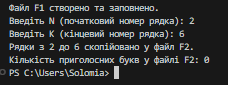 Файл F1 створено та заповнено.
Введіть N (початковий номер рядка): 2
Введіть К (кінцевий номер рядка): 6
Рядки з 2 до 6 скопійовано у файл F2.
Кількість приголосних букв у файлі F2: 0
PS C:\Users\Solomia>